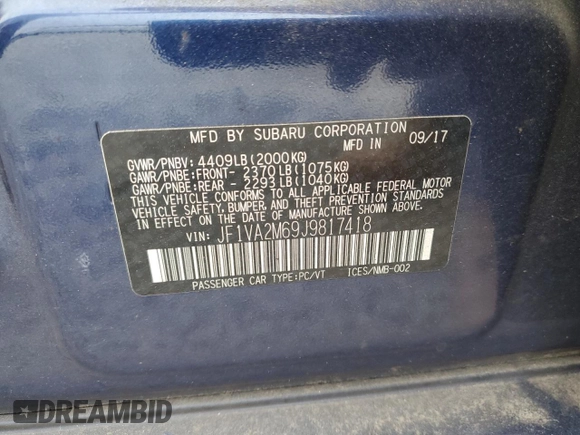 MFD BY SUBARU CORPORATION
MFD IN 09/17
GVWR/PNBV: 4409LB(2000KG)
GAWR/PNBE:FRONT- 2370LB(1075KG)
GAWR/PNBE:REAR - 2293LB(1040KG)
THIS VEHICLE CONFORMS TO ALL APPLICABLE FEDERAL MOTOR
VEHICLE SAFETY, BUMPER, AND THEFT PREVENTION STANDARDS
IN EFFECT ON THE DATE OF MANUFACTURE SHOWN ABOVE.
VIN: JF1VA2M69J9817418
PASSENGER CAR TYPE:PC/VT ICES/NMB-002
DREAMBID